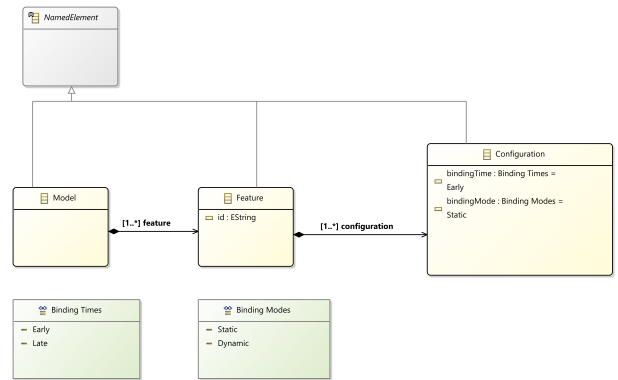 NamedElement
Configuration
bindingTime : Binding Times =
Early
bindingMode : Binding Modes =
Static
Model
Feature
id : EString
[1..*] feature
[1..*] configuration
Binding Times
Early
Late
Binding Modes
Static
Dynamic